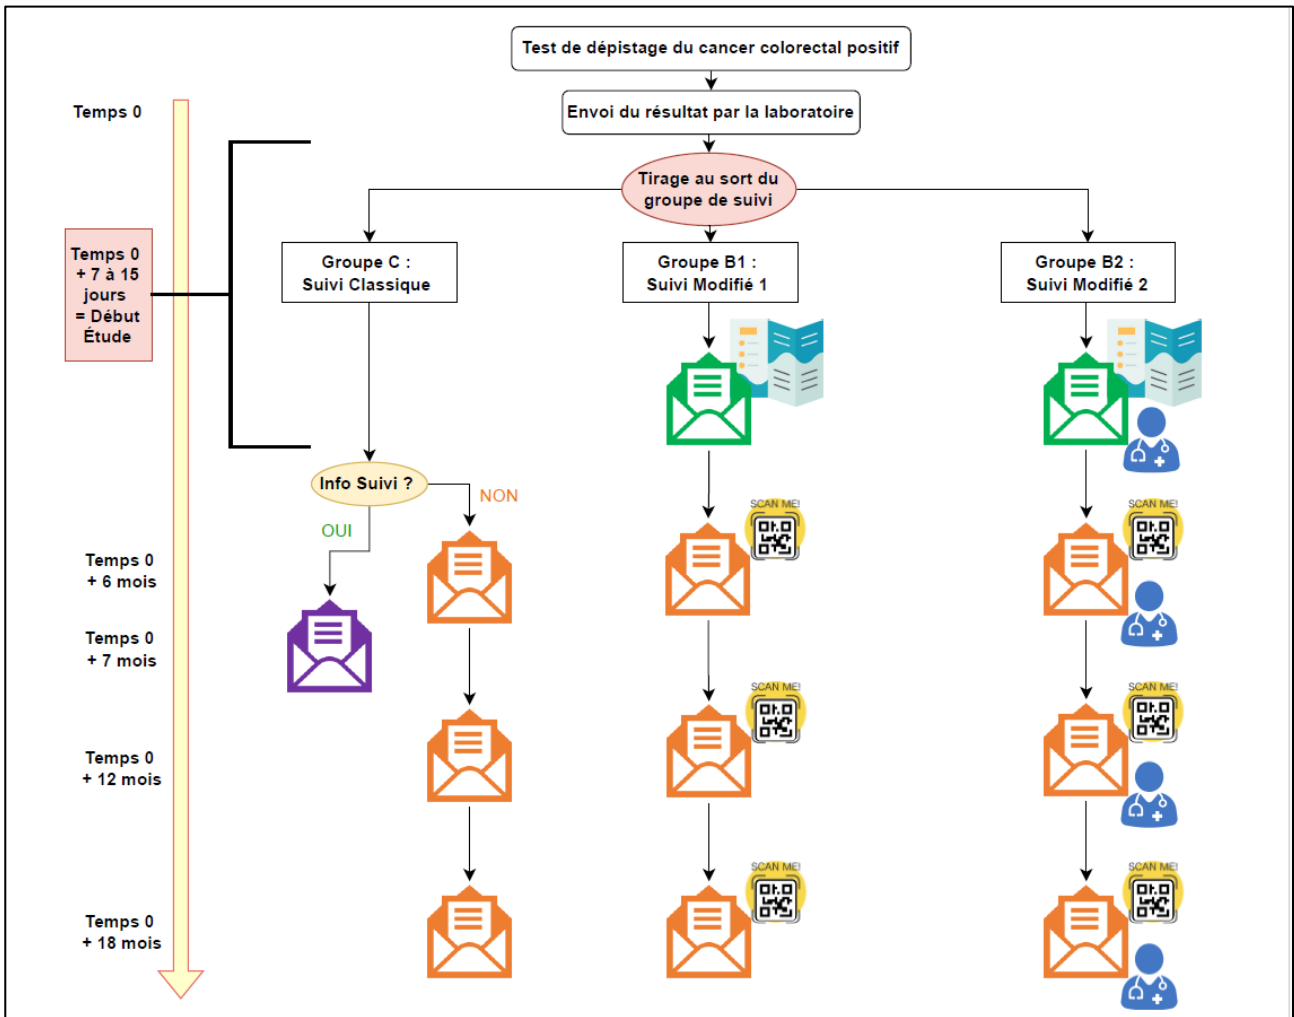 Test de dépistage du cancer colorectal positif
Temps 0
Envoi du résultat par la laboratoire
Tirage au sort du
groupe de suivi
Temps 0
+ 7 à 15
jours
= Début
Étude
Groupe C :
Suivi Classique
Groupe B1 :
Suivi Modifié 1
Groupe B2 :
Suivi Modifié 2
Info Suivi ?
NON
OUI
SCAN ME!
SCAN ME!
Temps 0
+ 6 mois
Temps 0
+ 7 mois
SCAN ME!
SCAN ME!
Temps 0
+ 12 mois
SCAN ME!
SCAN ME!
Temps 0
+ 18 mois